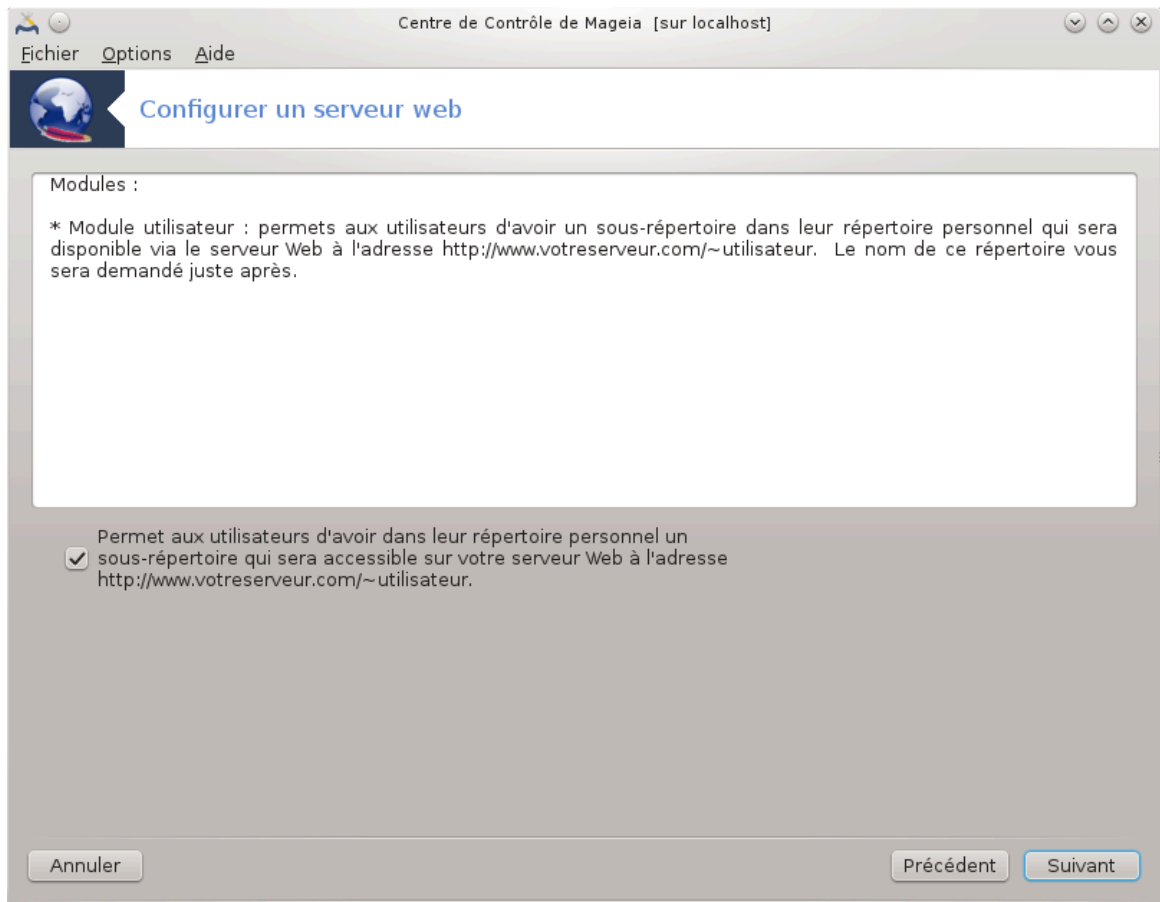 Centre de Contrôle de Mageia [sur localhost]
Fichier Options Aide
Configurer un serveur web
Modules :
* Module utilisateur : permets aux utilisateurs d'avoir un sous-répertoire dans leur répertoire personnel qui sera
disponible via le serveur Web à l'adresse http://www.votreserveur.com/~utilisateur. Le nom de ce répertoire vous
sera demandé juste après.
Permet aux utilisateurs d'avoir dans leur répertoire personnel un
sous-répertoire qui sera accessible sur votre serveur Web à l'adresse
http://www.votreserveur.com/~utilisateur.
Annuler Précédent Suivant